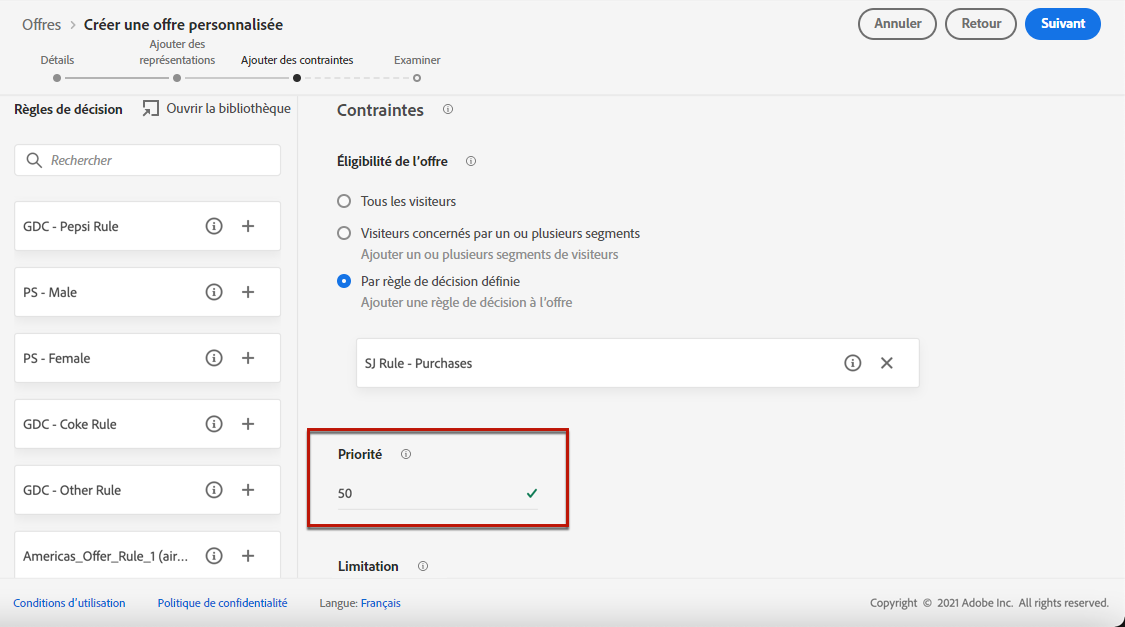 Offres > Créer une offre personnalisée
Annuler
Retour
Suivant
Détails
Ajouter des
représentations
Ajouter des contraintes
Examiner
Règles de décision
Ouvrir la bibliothèque
Rechercher
GDC - Pepsi Rule
PS - Male
PS - Female
GDC - Coke Rule
GDC - Other Rule
Americas_Offer_Rule_1 (air...
Contraintes
Éligibilité de l’offre
Tous les visiteurs
Visiteurs concernés par un ou plusieurs segments
Ajouter un ou plusieurs segments de visiteurs
Par règle de décision définie
Ajouter une règle de décision à l’offre
SJ Rule - Purchases
Priorité
50
Limitation
Conditions d’utilisation
Politique de confidentialité
Langue: Français
Copyright © 2021 Adobe Inc. All rights reserved.